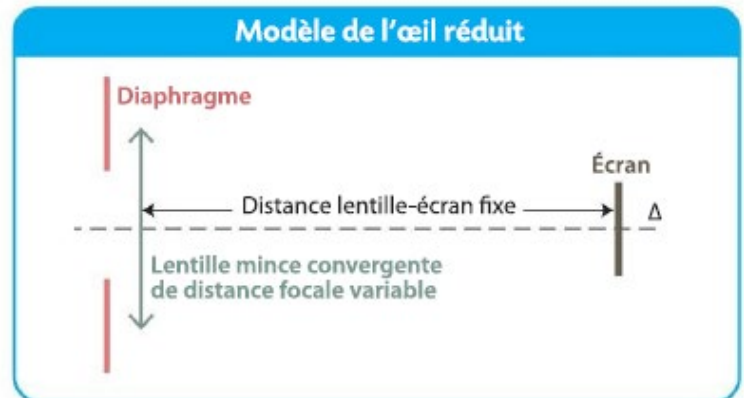 Modèle de l'œil réduit
Diaphragme
Écran
Distance lentille-écran fixe
Δ
Lentille mince convergente
de distance focale variable